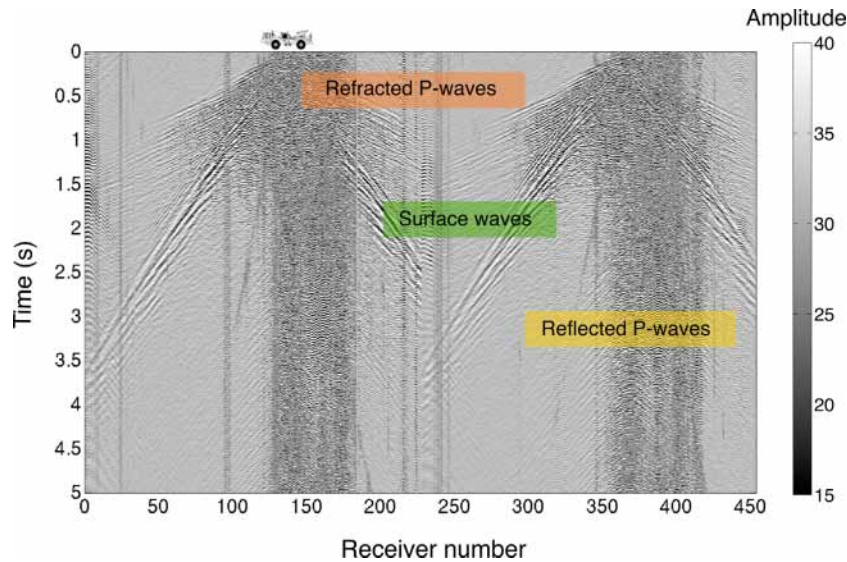 Amplitude
0
0.5
1
1.5
2
2.5
3
3.5
4
4.5
5
Time (s)
Refracted P-waves
Surface waves
Reflected P-waves
40
35
30
25
20
15
0 50 100 150 200 250 300 350 400 450
Receiver number